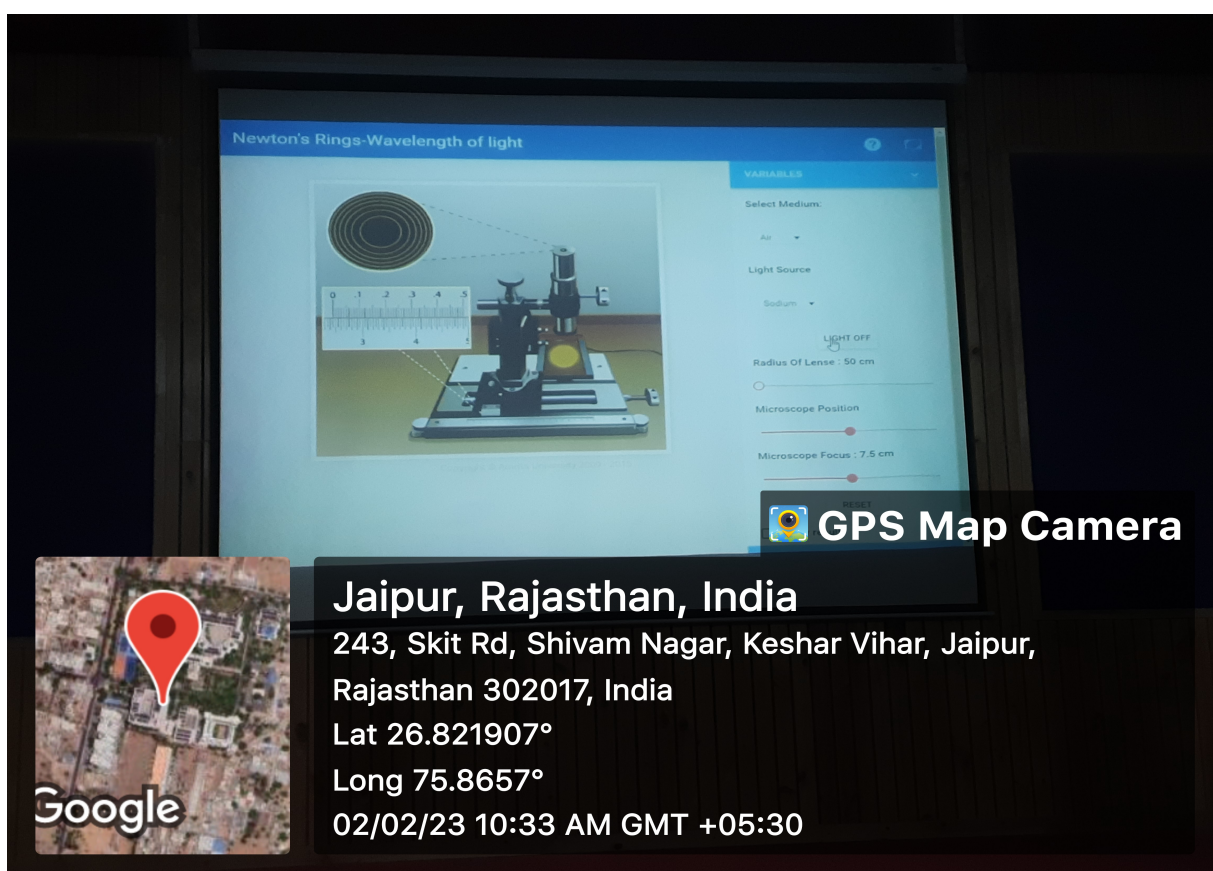 Newton's Rings-Wavelength of light
?
VARIABLES
Select Medium:
Air
Light Source
Sodium
LIGHT OFF
Radius Of Lense : 50 cm
Microscope Position
Microscope Focus : 7.5 cm
RESET
0 .1 .2 .3 .4 .5
3 4
GPS Map Camera
Jaipur, Rajasthan, India
243, Skit Rd, Shivam Nagar, Keshar Vihar, Jaipur,
Rajasthan 302017, India
Lat 26.821907°
Long 75.8657°
02/02/23 10:33 AM GMT +05:30
Google